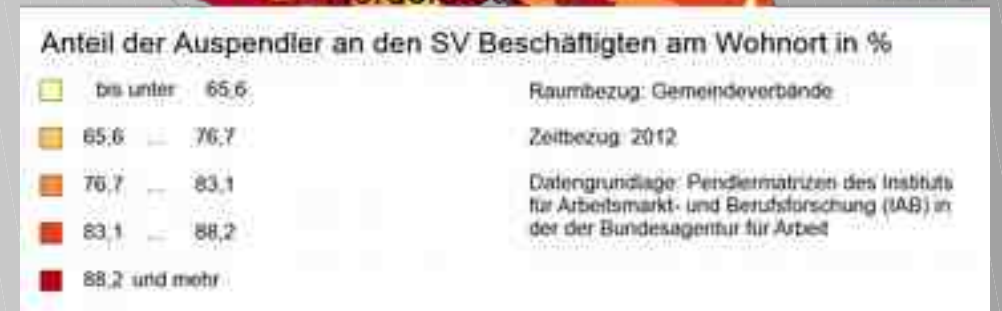 Anteil der Auspendler an den SV Beschäftigten am Wohnort in %
bis unter 65,6
65,6 ... 76,7
76,7 ... 83,1
83,1 ... 88,2
88,2 und mehr
Raumbezug: Gemeindeverbände
Zeitbezug: 2012
Datengrundlage: Pendlermatrizen des Instituts
für Arbeitsmarkt- und Berufsforschung (IAB) in
der der Bundesagentur für Arbeit